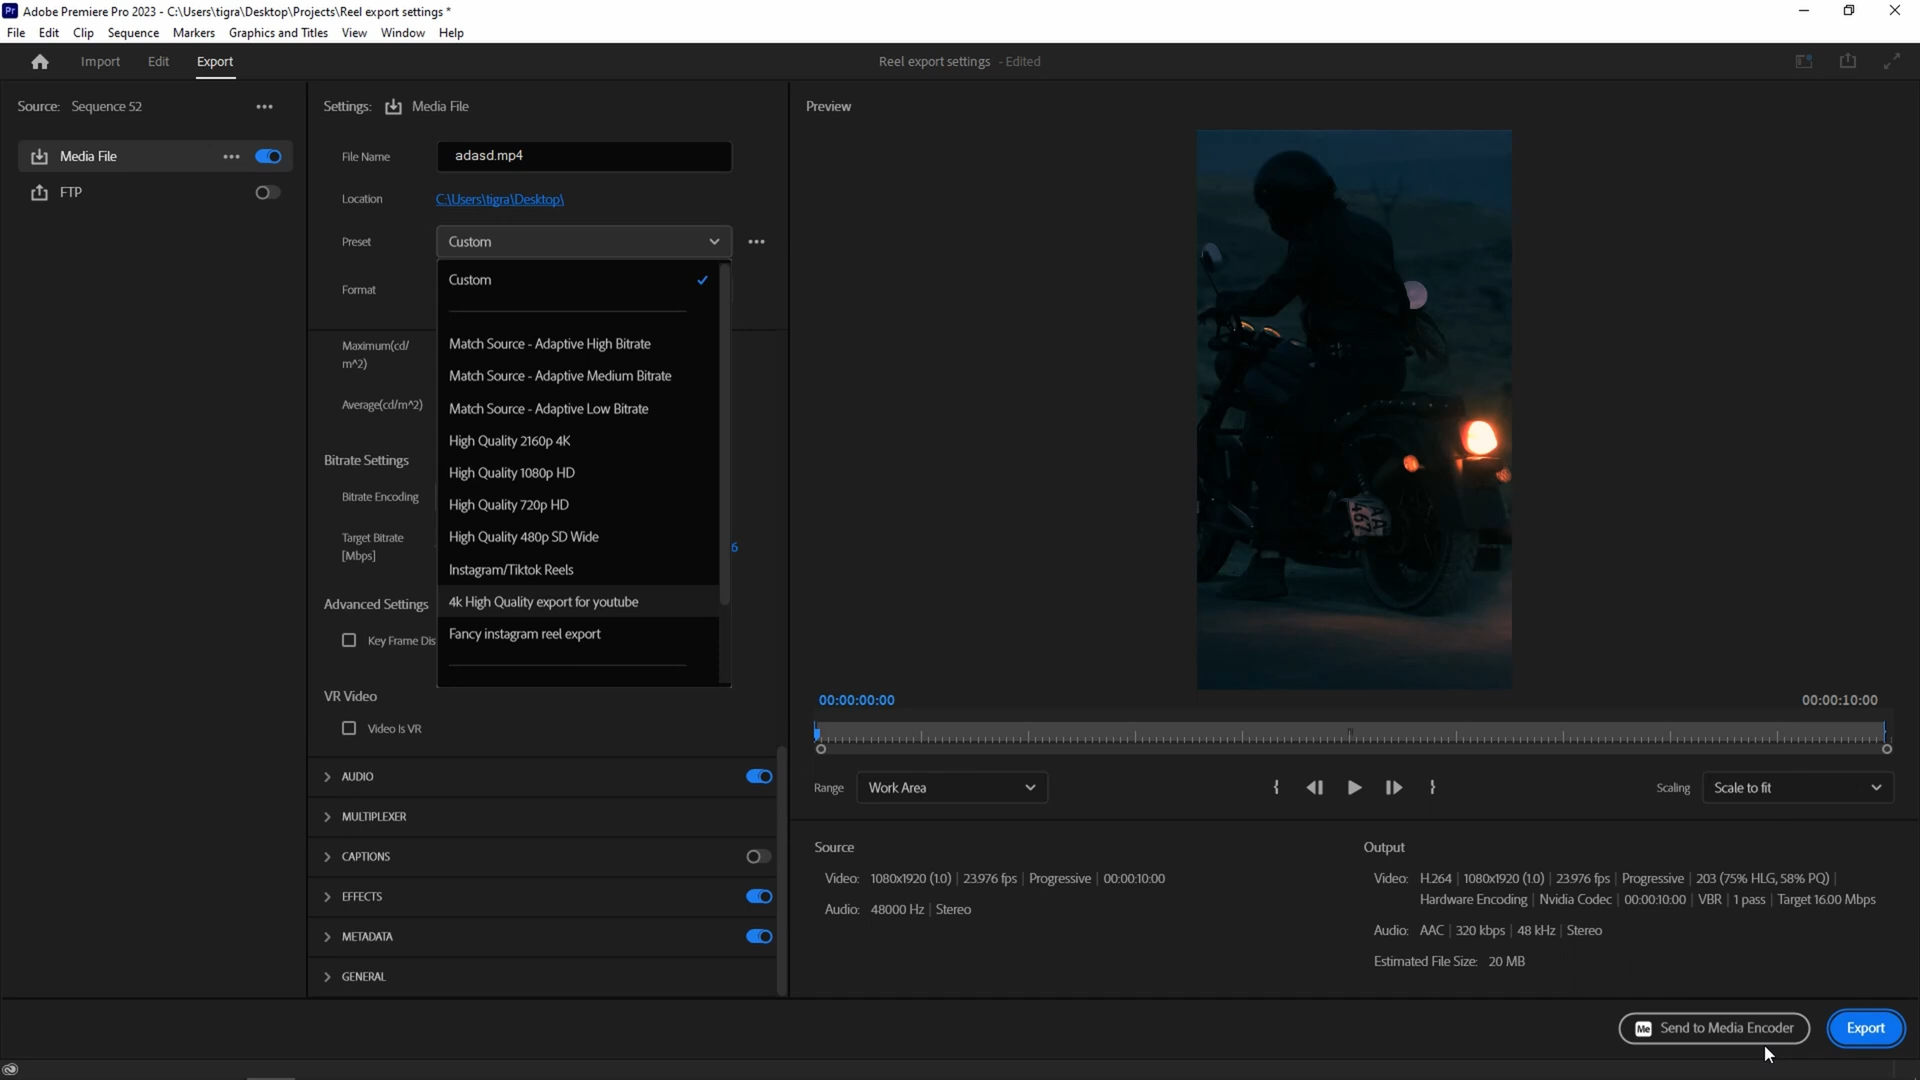 Pr Adobe Premiere Pro 2023 - C:\Users\tigra\Desktop\Projects\Reel export settings *
File Edit Clip Sequence Markers Graphics and Titles View Window Help
Import Edit Export
Reel export settings - Edited
Source: Sequence 52
Media File
FTP
Settings: Media File
File Name adasd.mp4
Location C:\Users\tigra\Desktop\
Preset Custom
Format
Custom
Match Source - Adaptive High Bitrate
Match Source - Adaptive Medium Bitrate
Match Source - Adaptive Low Bitrate
High Quality 2160p 4K
High Quality 1080p HD
High Quality 720p HD
High Quality 480p SD Wide
Instagram/Tiktok Reels
4k High Quality export for youtube
Fancy instagram reel export
Maximum(cd/
m^2)
Average(cd/m^2)
Bitrate Settings
Bitrate Encoding
Target Bitrate
[Mbps]
6
Advanced Settings
Key Frame Dis
VR Video
Video Is VR
AUDIO
MULTIPLEXER
CAPTIONS
EFFECTS
METADATA
GENERAL
Preview
00:00:00:00
00:00:10:00
Range Work Area
Scaling Scale to fit
Source
Video: 1080x1920 (1.0) | 23.976 fps | Progressive | 00:00:10:00
Audio: 48000 Hz | Stereo
Output
Video: H.264 | 1080x1920 (1.0) | 23.976 fps | Progressive | 203 (75% HLG, 58% PQ) |
Hardware Encoding | Nvidia Codec | 00:00:10:00 | VBR | 1 pass | Target 16.00 Mbps
Audio: AAC | 320 kbps | 48 kHz | Stereo
Estimated File Size: 20 MB
Me Send to Media Encoder
Export